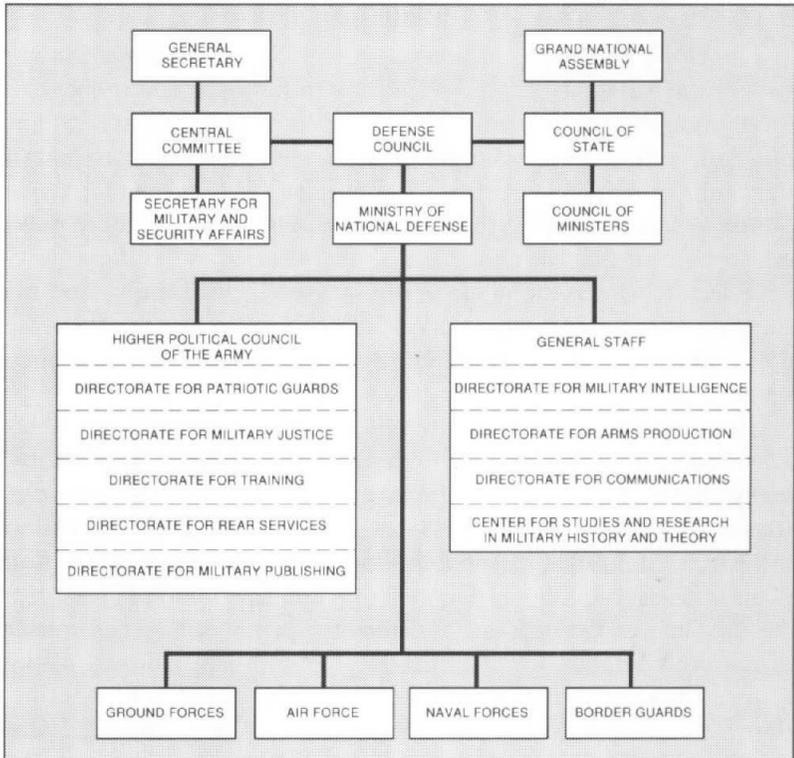 GENERAL
SECRETARY
GRAND NATIONAL
ASSEMBLY
CENTRAL
COMMITTEE
DEFENSE
COUNCIL
COUNCIL OF
STATE
SECRETARY FOR
MILITARY AND
SECURITY AFFAIRS
MINISTRY OF
NATIONAL DEFENSE
COUNCIL OF
MINISTERS
HIGHER POLITICAL COUNCIL
OF THE ARMY
DIRECTORATE FOR PATRIOTIC GUARDS
DIRECTORATE FOR MILITARY JUSTICE
DIRECTORATE FOR TRAINING
DIRECTORATE FOR REAR SERVICES
DIRECTORATE FOR MILITARY PUBLISHING
GENERAL STAFF
DIRECTORATE FOR MILITARY INTELLIGENCE
DIRECTORATE FOR ARMS PRODUCTION
DIRECTORATE FOR COMMUNICATIONS
CENTER FOR STUDIES AND RESEARCH
IN MILITARY HISTORY AND THEORY
GROUND FORCES
AIR FORCE
NAVAL FORCES
BORDER GUARDS